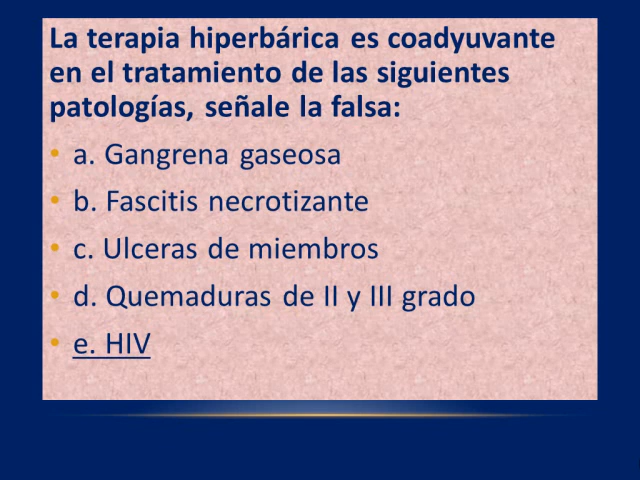 La terapia hiperbárica es coadyuvante
en el tratamiento de las siguientes
patologías, señale la falsa:
• a. Gangrena gaseosa
• b. Fascitis necrotizante
• c. Ulceras de miembros
• d. Quemaduras de II y III grado
• e. HIV